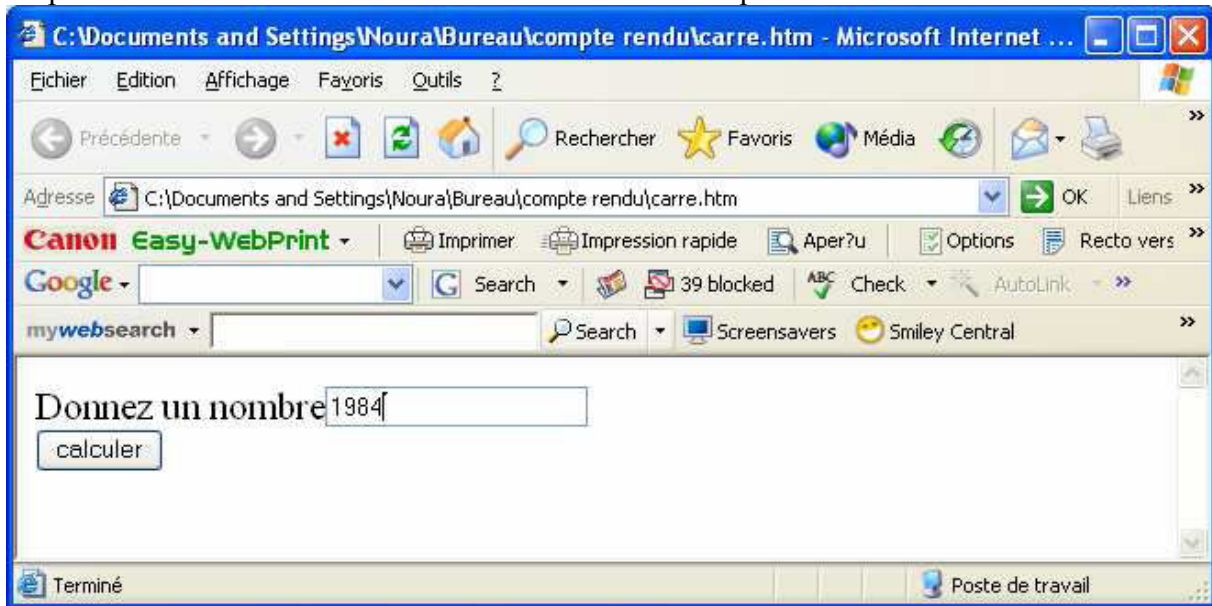 C:\Documents and Settings\Noura\Bureau\compte rendu\carre.htm - Microsoft Internet ...
Fichier Edition Affichage Favoris Outils ?
Précédente Rechercher Favoris Média »
Adresse C:\Documents and Settings\Noura\Bureau\compte rendu\carre.htm OK Liens »
Canon Easy-WebPrint Imprimer Impression rapide Aper?u Options Recto vers »
Google G Search 39 blocked ABC Check AutoLink »
mywebsearch Search Screensavers Smiley Central »
Donnez un nombre 1984
calculer
Terminé Poste de travail